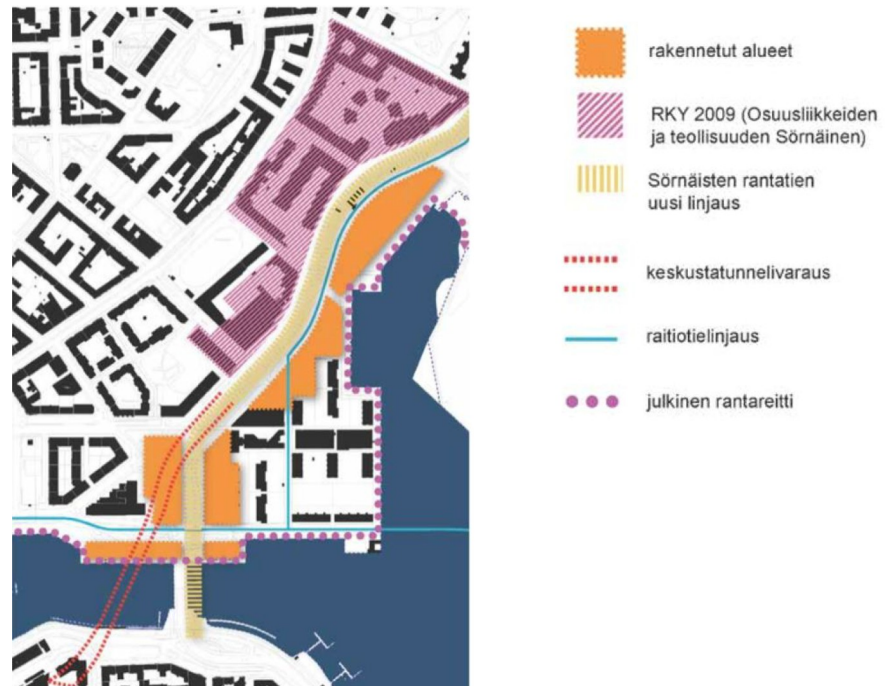 rakennetut alueet
RKY 2009 (Osuusliikkeiden
ja teollisuuden Sörnäinen)
Sörnäisten rantatien
uusi linjaus
keskustatunnelivaraus
raitiotielinjaus
julkinen rantareitti